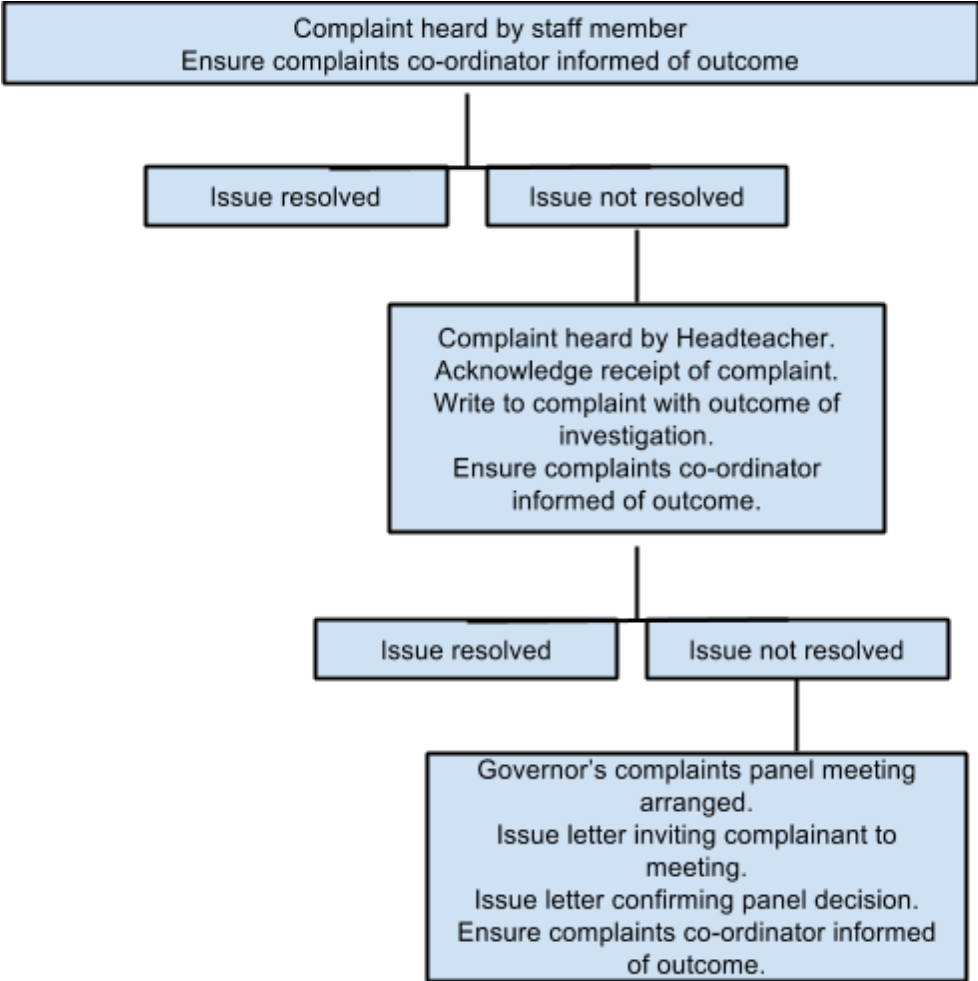 Complaint heard by staff member
Ensure complaints co-ordinator informed of outcome
Issue resolved
Issue not resolved
Complaint heard by Headteacher.
Acknowledge receipt of complaint.
Write to complaint with outcome of
investigation.
Ensure complaints co-ordinator
informed of outcome.
Issue resolved
Issue not resolved
Governor's complaints panel meeting
arranged.
Issue letter inviting complainant to
meeting.
Issue letter confirming panel decision.
Ensure complaints co-ordinator informed
of outcome.